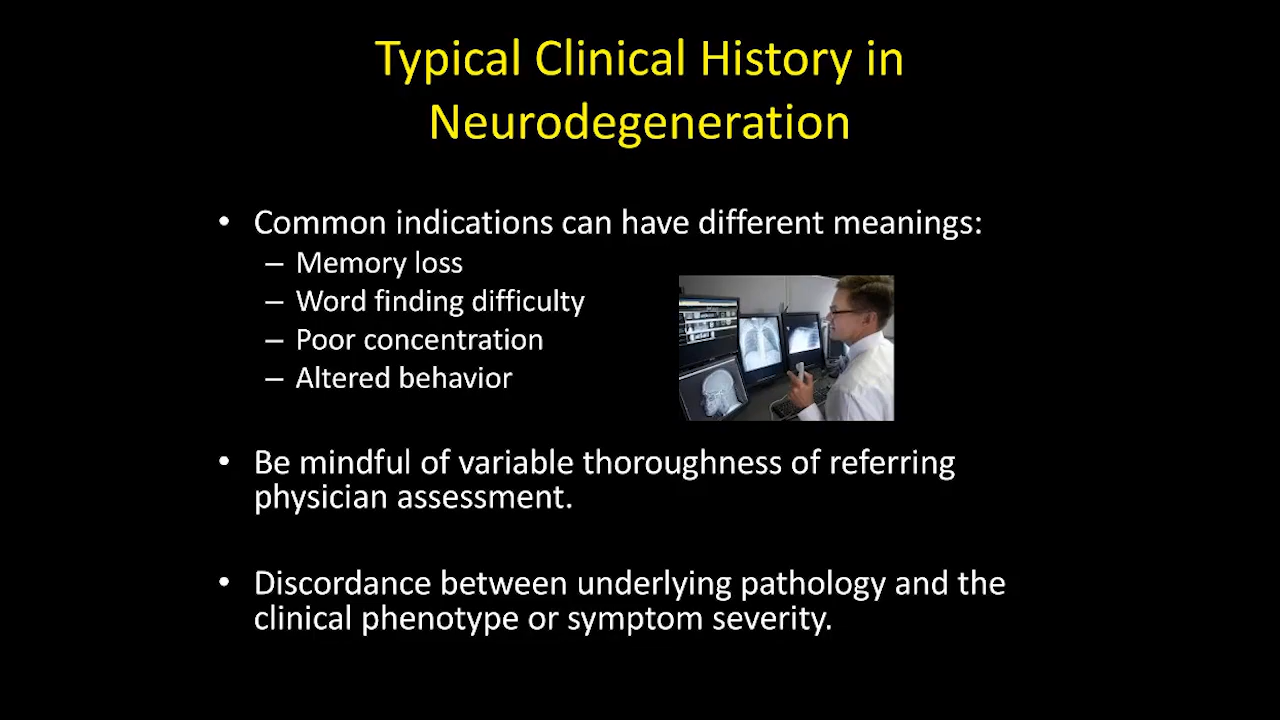 Typical Clinical History in
Neurodegeneration
• Common indications can have different meanings:
– Memory loss
– Word finding difficulty
– Poor concentration
– Altered behavior
• Be mindful of variable thoroughness of referring
physician assessment.
• Discordance between underlying pathology and the
clinical phenotype or symptom severity.